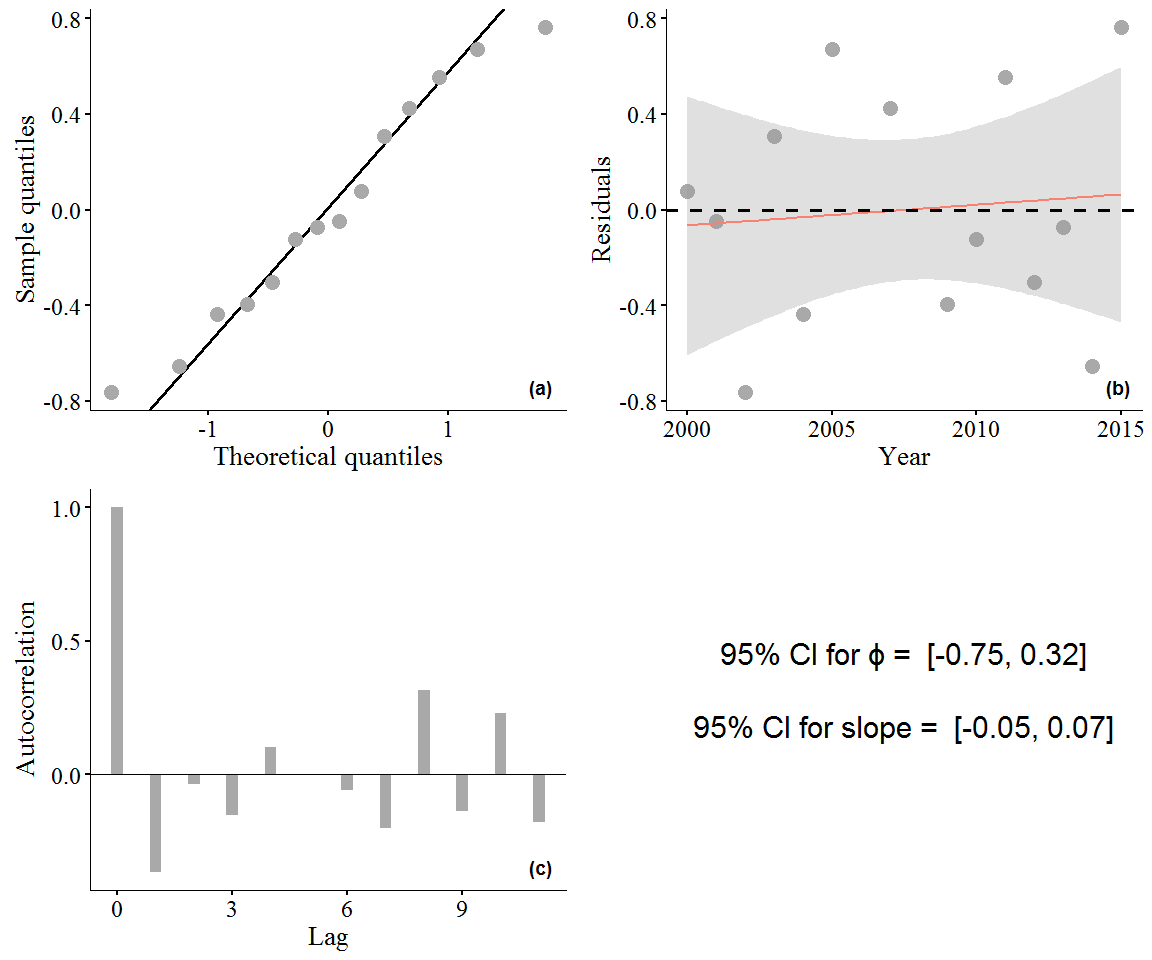 0.8
0.4
0.0
-0.4
-0.8
Sample quantiles
-1
0
1
Theoretical quantiles
(a)
0.8
0.4
0.0
-0.4
-0.8
Residuals
2000
2005
2010
2015
Year
(b)
1.0
0.5
0.0
Autocorrelation
0
3
6
9
Lag
(c)
95% CI for ϕ = [-0.75, 0.32]
95% CI for slope = [-0.05, 0.07]